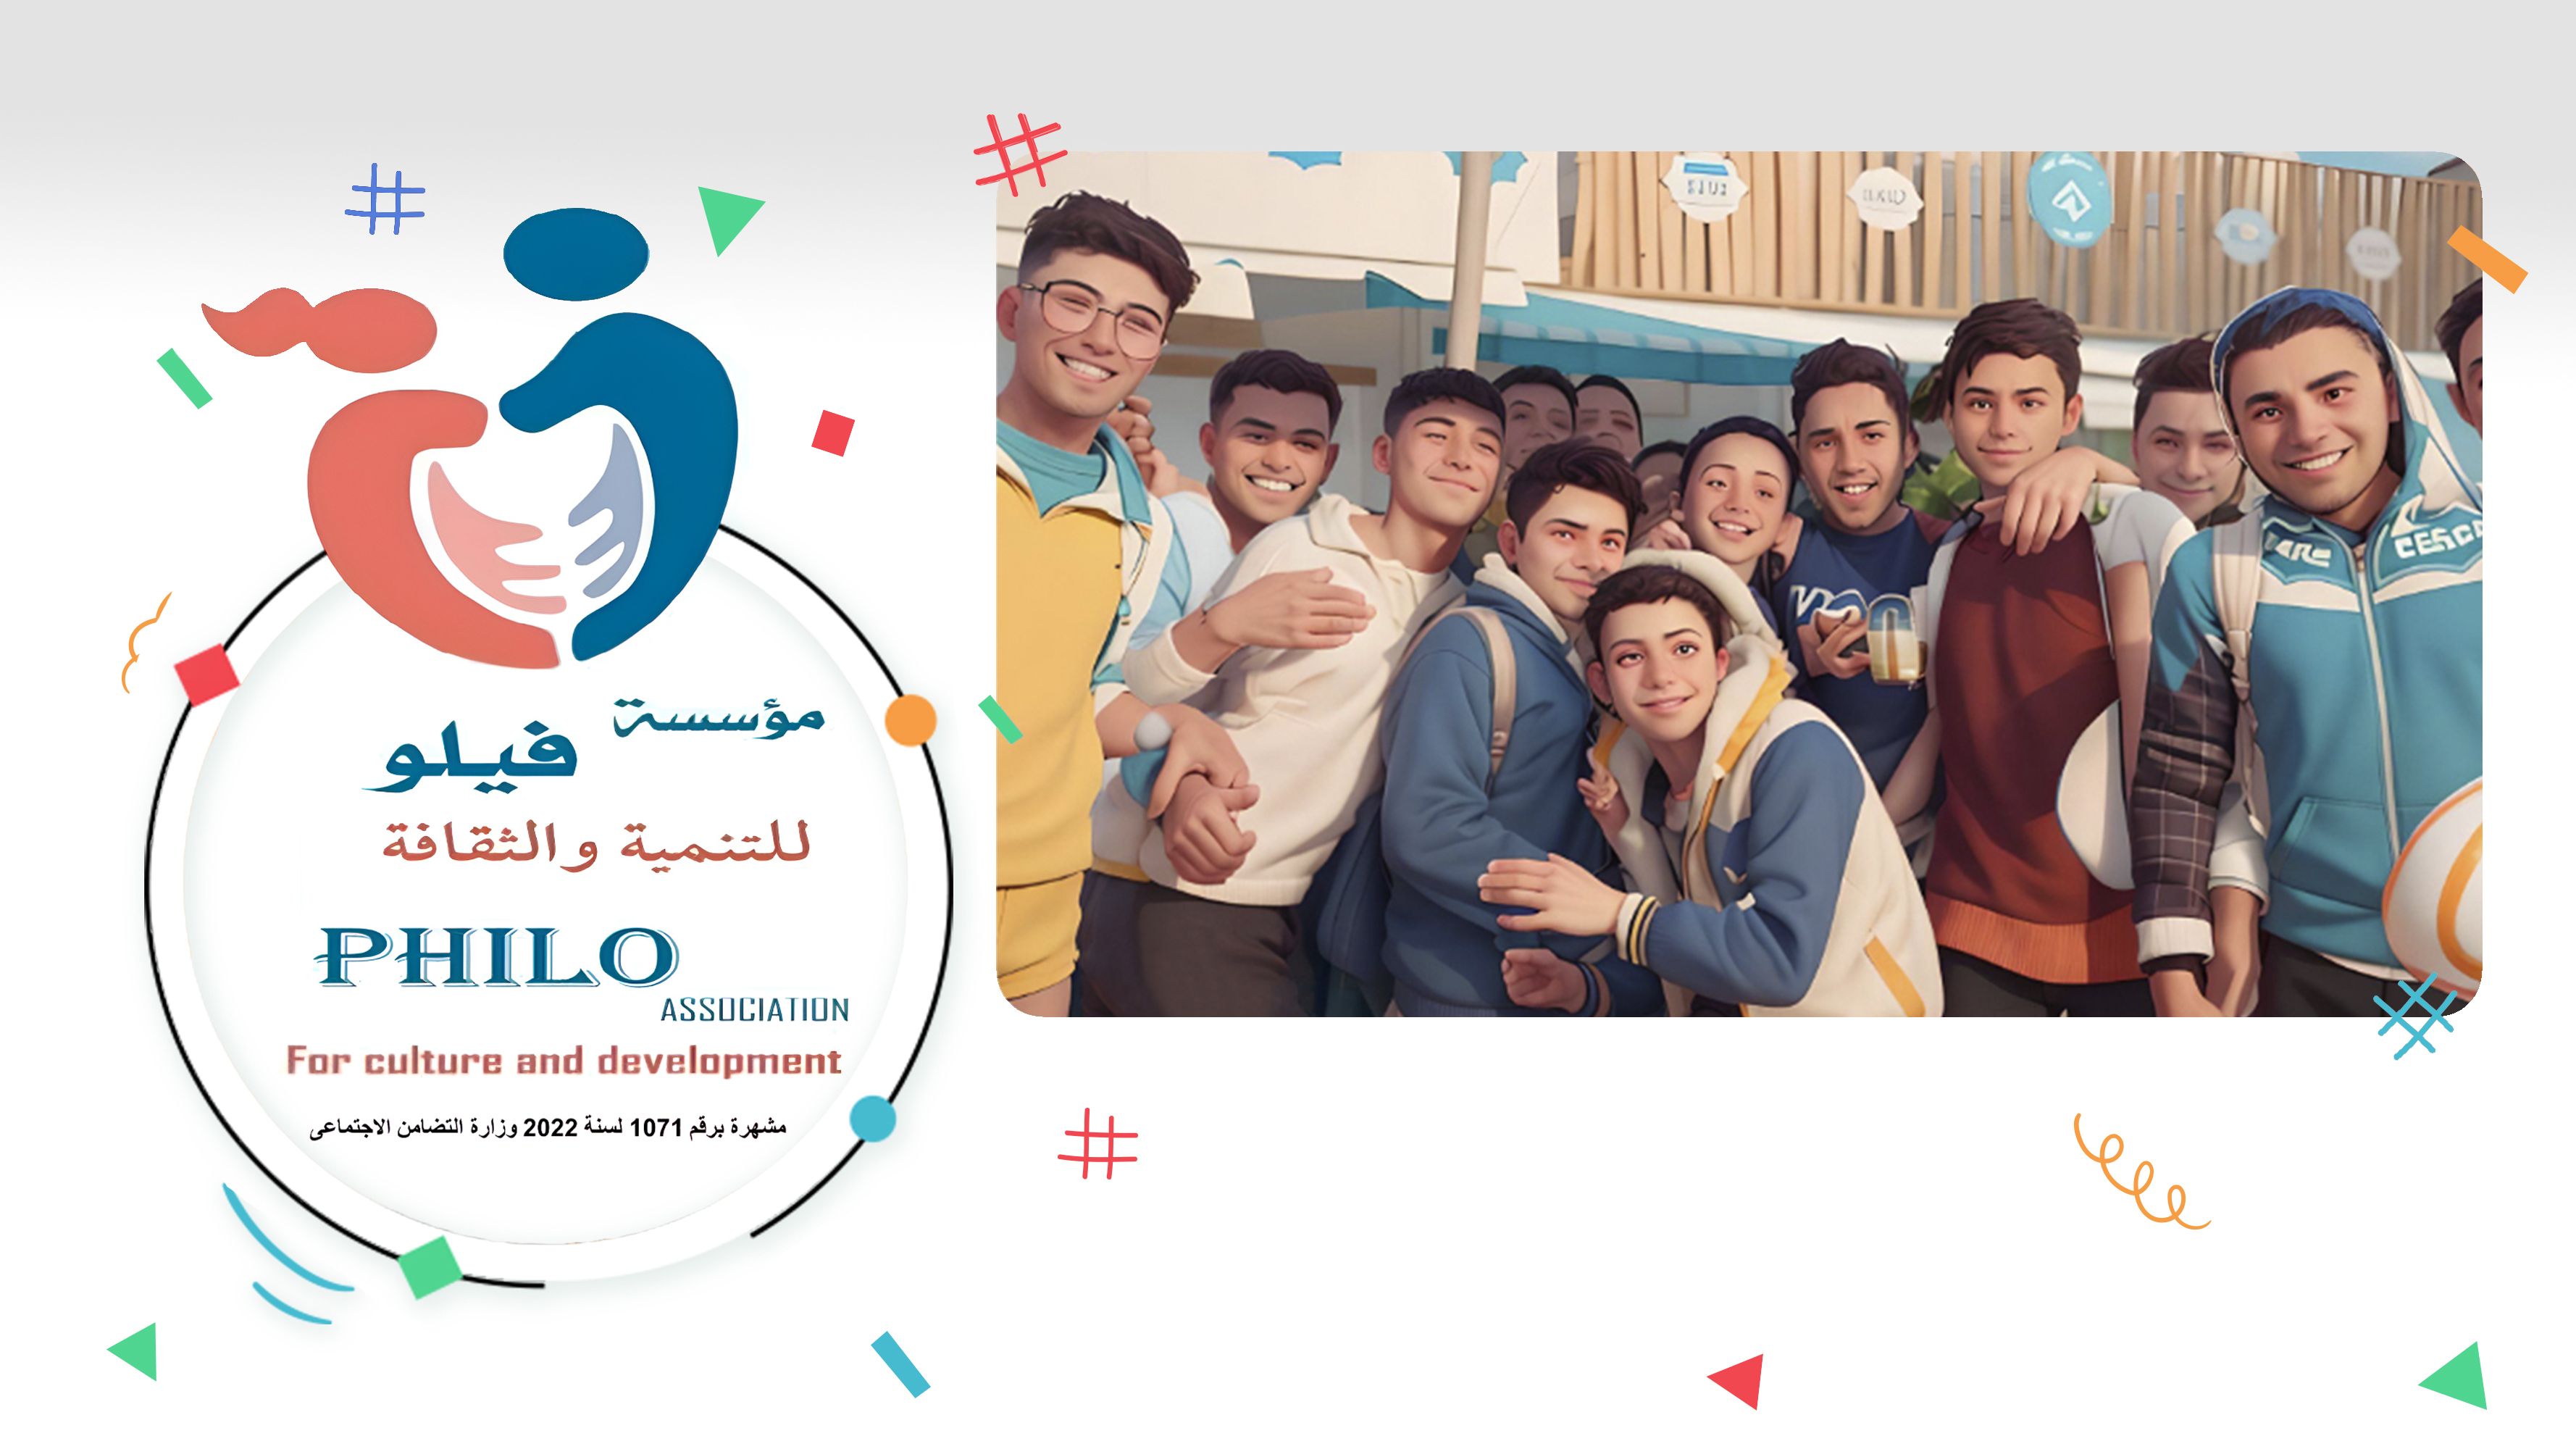 مؤسسة
فيلو
للتنمية والثقافة
PHILO
ASSOCIATION
For culture and development
مشهرة برقم 1071 لسنة 2022 وزارة التضامن الاجتماعى